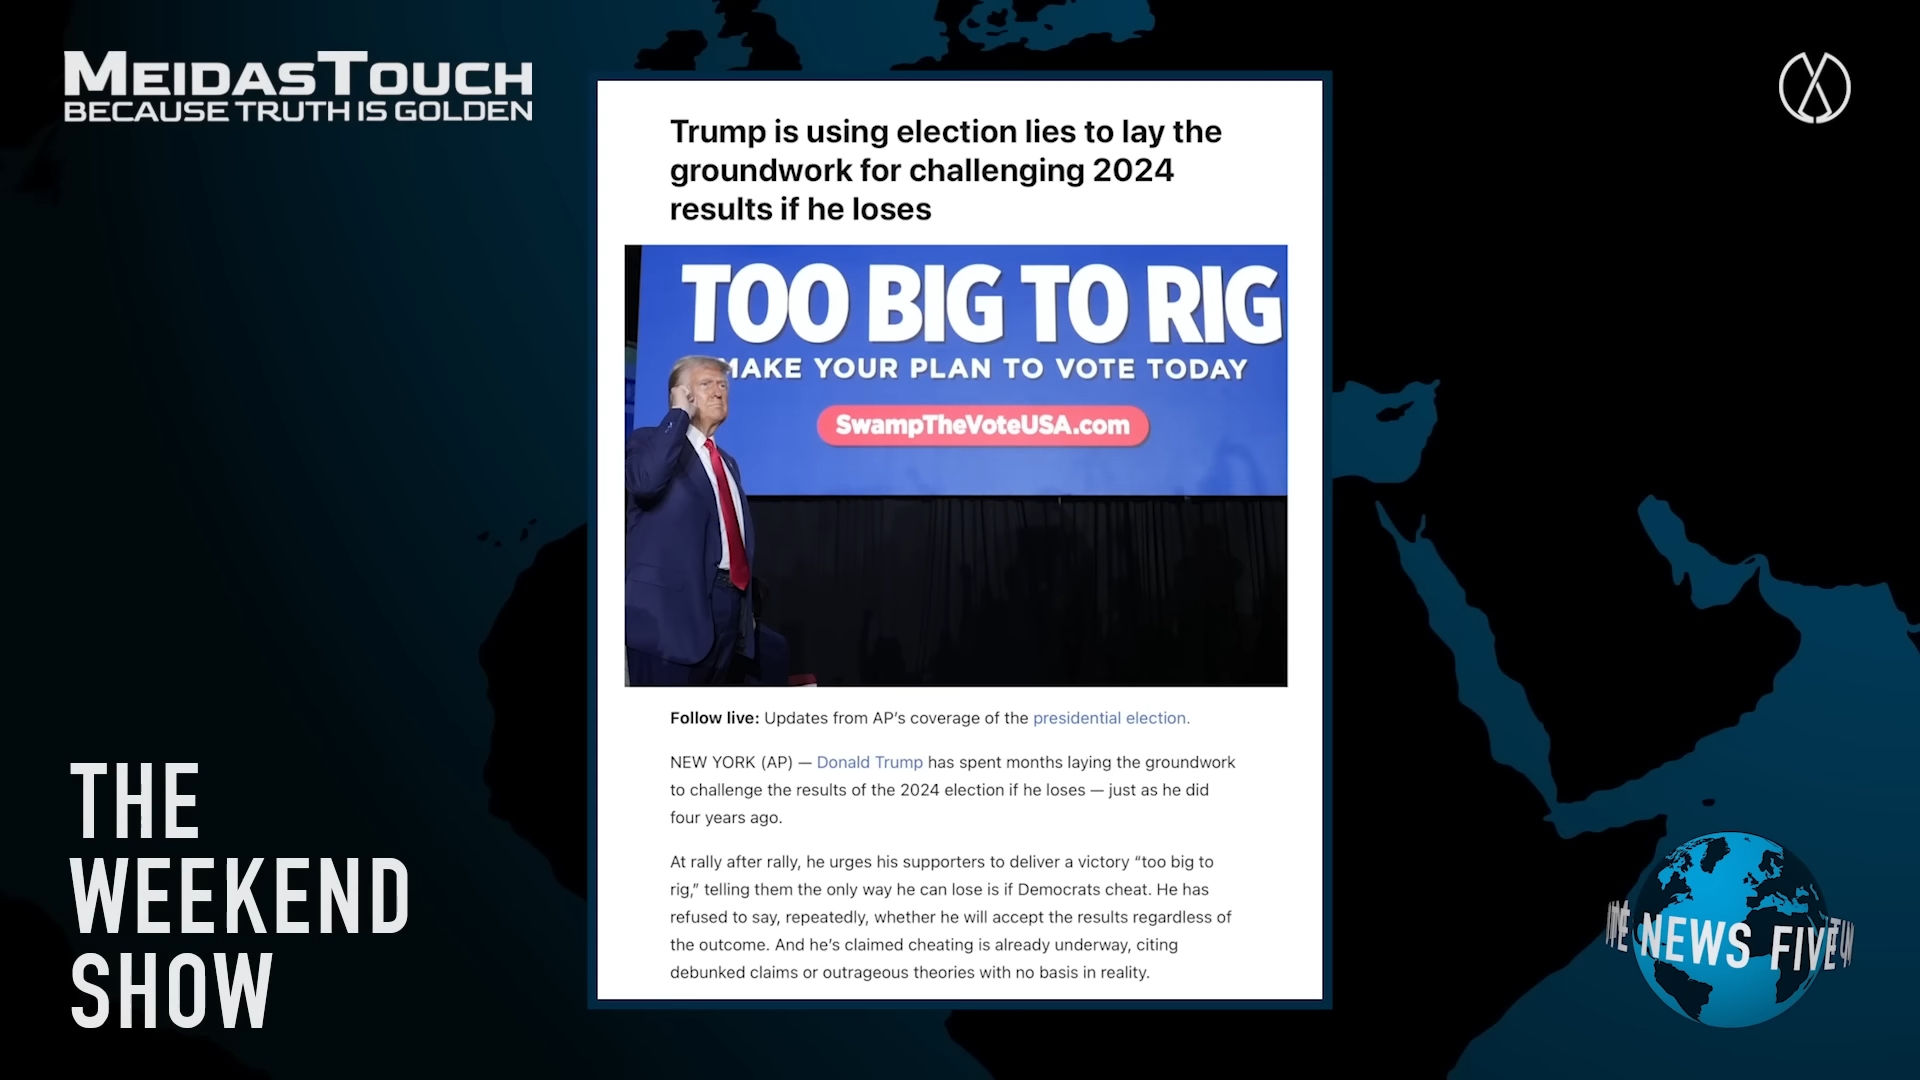 MEIDASTOUCH
BECAUSE TRUTH IS GOLDEN
Trump is using election lies to lay the
groundwork for challenging 2024
results if he loses
TOO BIG TO RIG
MAKE YOUR PLAN TO VOTE TODAY
SwampTheVoteUSA.com
Follow live: Updates from AP’s coverage of the presidential election.
NEW YORK (AP) — Donald Trump has spent months laying the groundwork
to challenge the results of the 2024 election if he loses — just as he did
four years ago.
At rally after rally, he urges his supporters to deliver a victory “too big to
rig,” telling them the only way he can lose is if Democrats cheat. He has
refused to say, repeatedly, whether he will accept the results regardless of
the outcome. And he’s claimed cheating is already underway, citing
debunked claims or outrageous theories with no basis in reality.
THE
WEEKEND
SHOW
NEWS FIVE